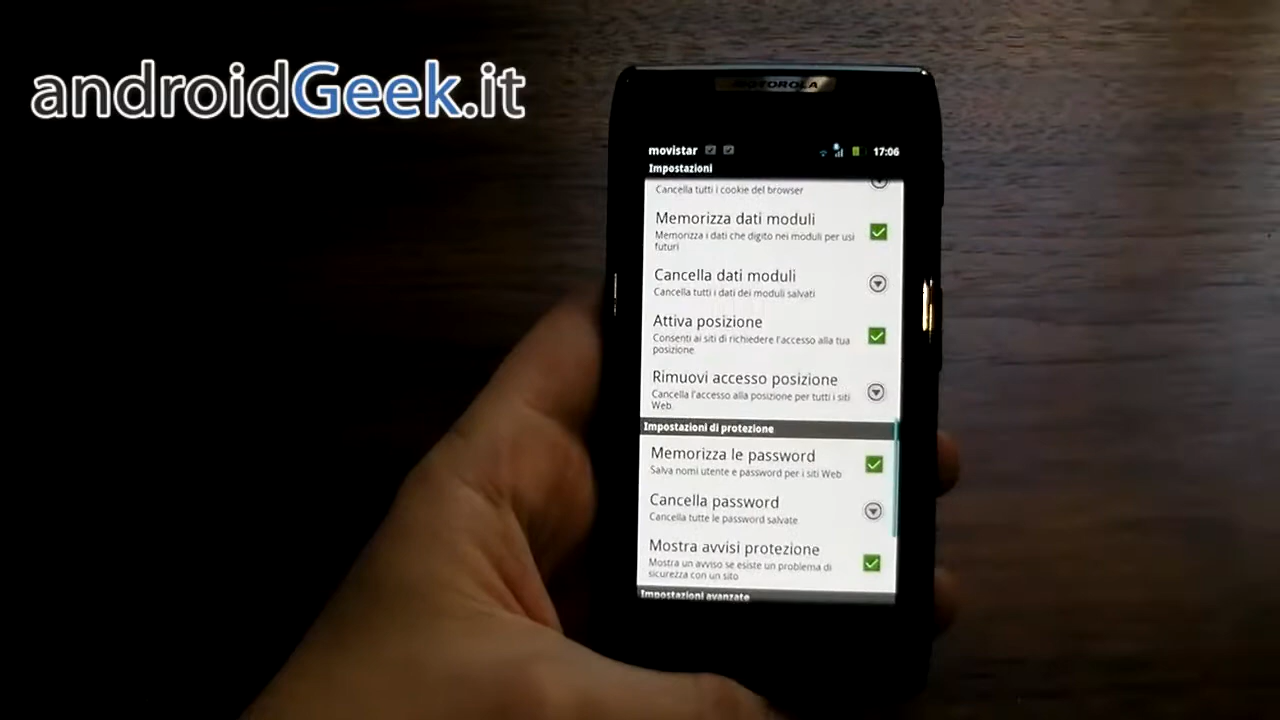 androidGeek.it
MOTOROLA
movistar 17:06
Impostazioni
Cancella tutti i cookie del browser
Memorizza dati moduli
Memorizza i dati che digito nei moduli per usi
futuri
Cancella dati moduli
Cancella tutti i dati dei moduli salvati
Attiva posizione
Consenti ai siti di richiedere l'accesso alla tua
posizione
Rimuovi accesso posizione
Cancella l'accesso alla posizione per tutti i siti
Web
Impostazioni di protezione
Memorizza le password
Salva nomi utente e password per i siti Web
Cancella password
Cancella tutte le password salvate
Mostra avvisi protezione
Mostra un avviso se esiste un problema di
sicurezza con un sito
Impostazioni avanzate